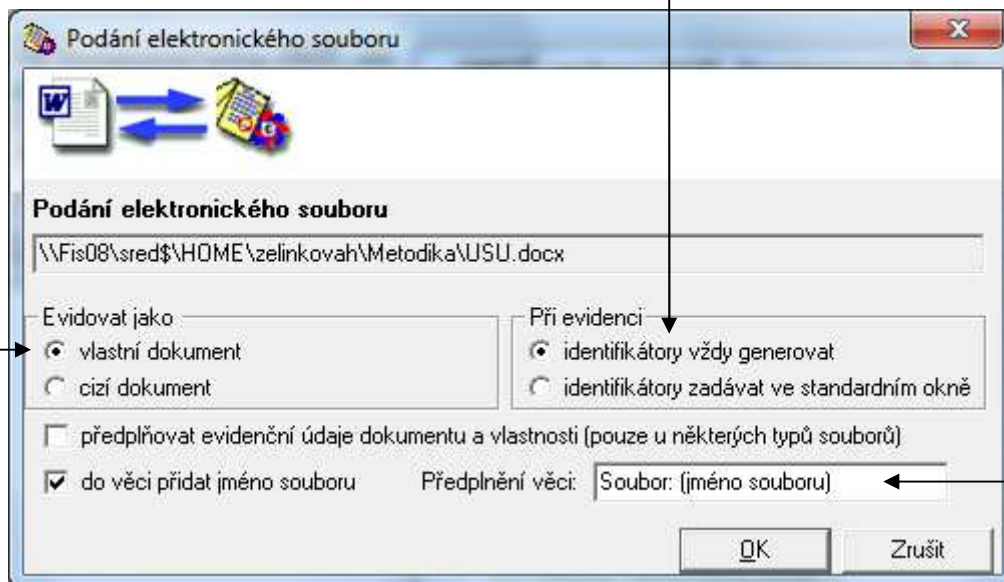 Podání elektronického souboru
Podání elektronického souboru
\\Fis08\sred$\HOME\zelinkovah\Metodika\USU.docx
Evidovat jako
vlastní dokument
cizí dokument
Při evidenci
identifikátory vždy generovat
identifikátory zadávat ve standardním okně
předplňovat evidenční údaje dokumentu a vlastnosti (pouze u některých typů souborů)
do věci přidat jméno souboru Předplnění věci: Soubor: (jméno souboru)
OK Zrušit